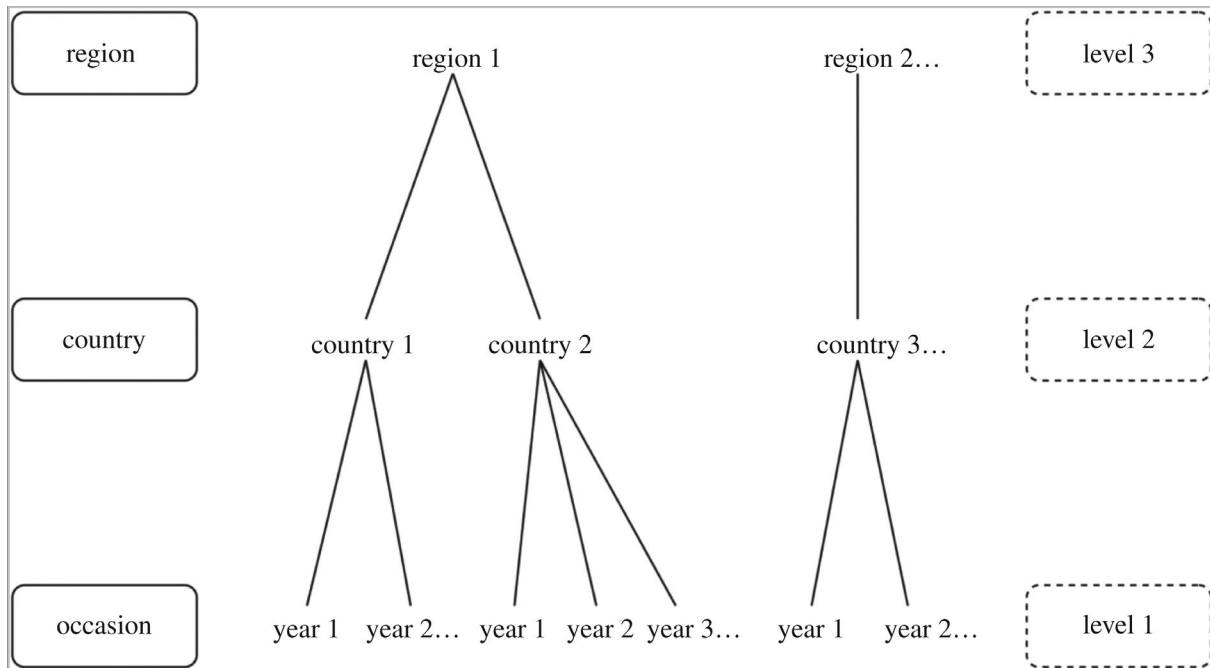 region region 1 region 2… level 3
country country 1 country 2 country 3… level 2
occasion year 1 year 2… year 1 year 2 year 3… year 1 year 2… level 1